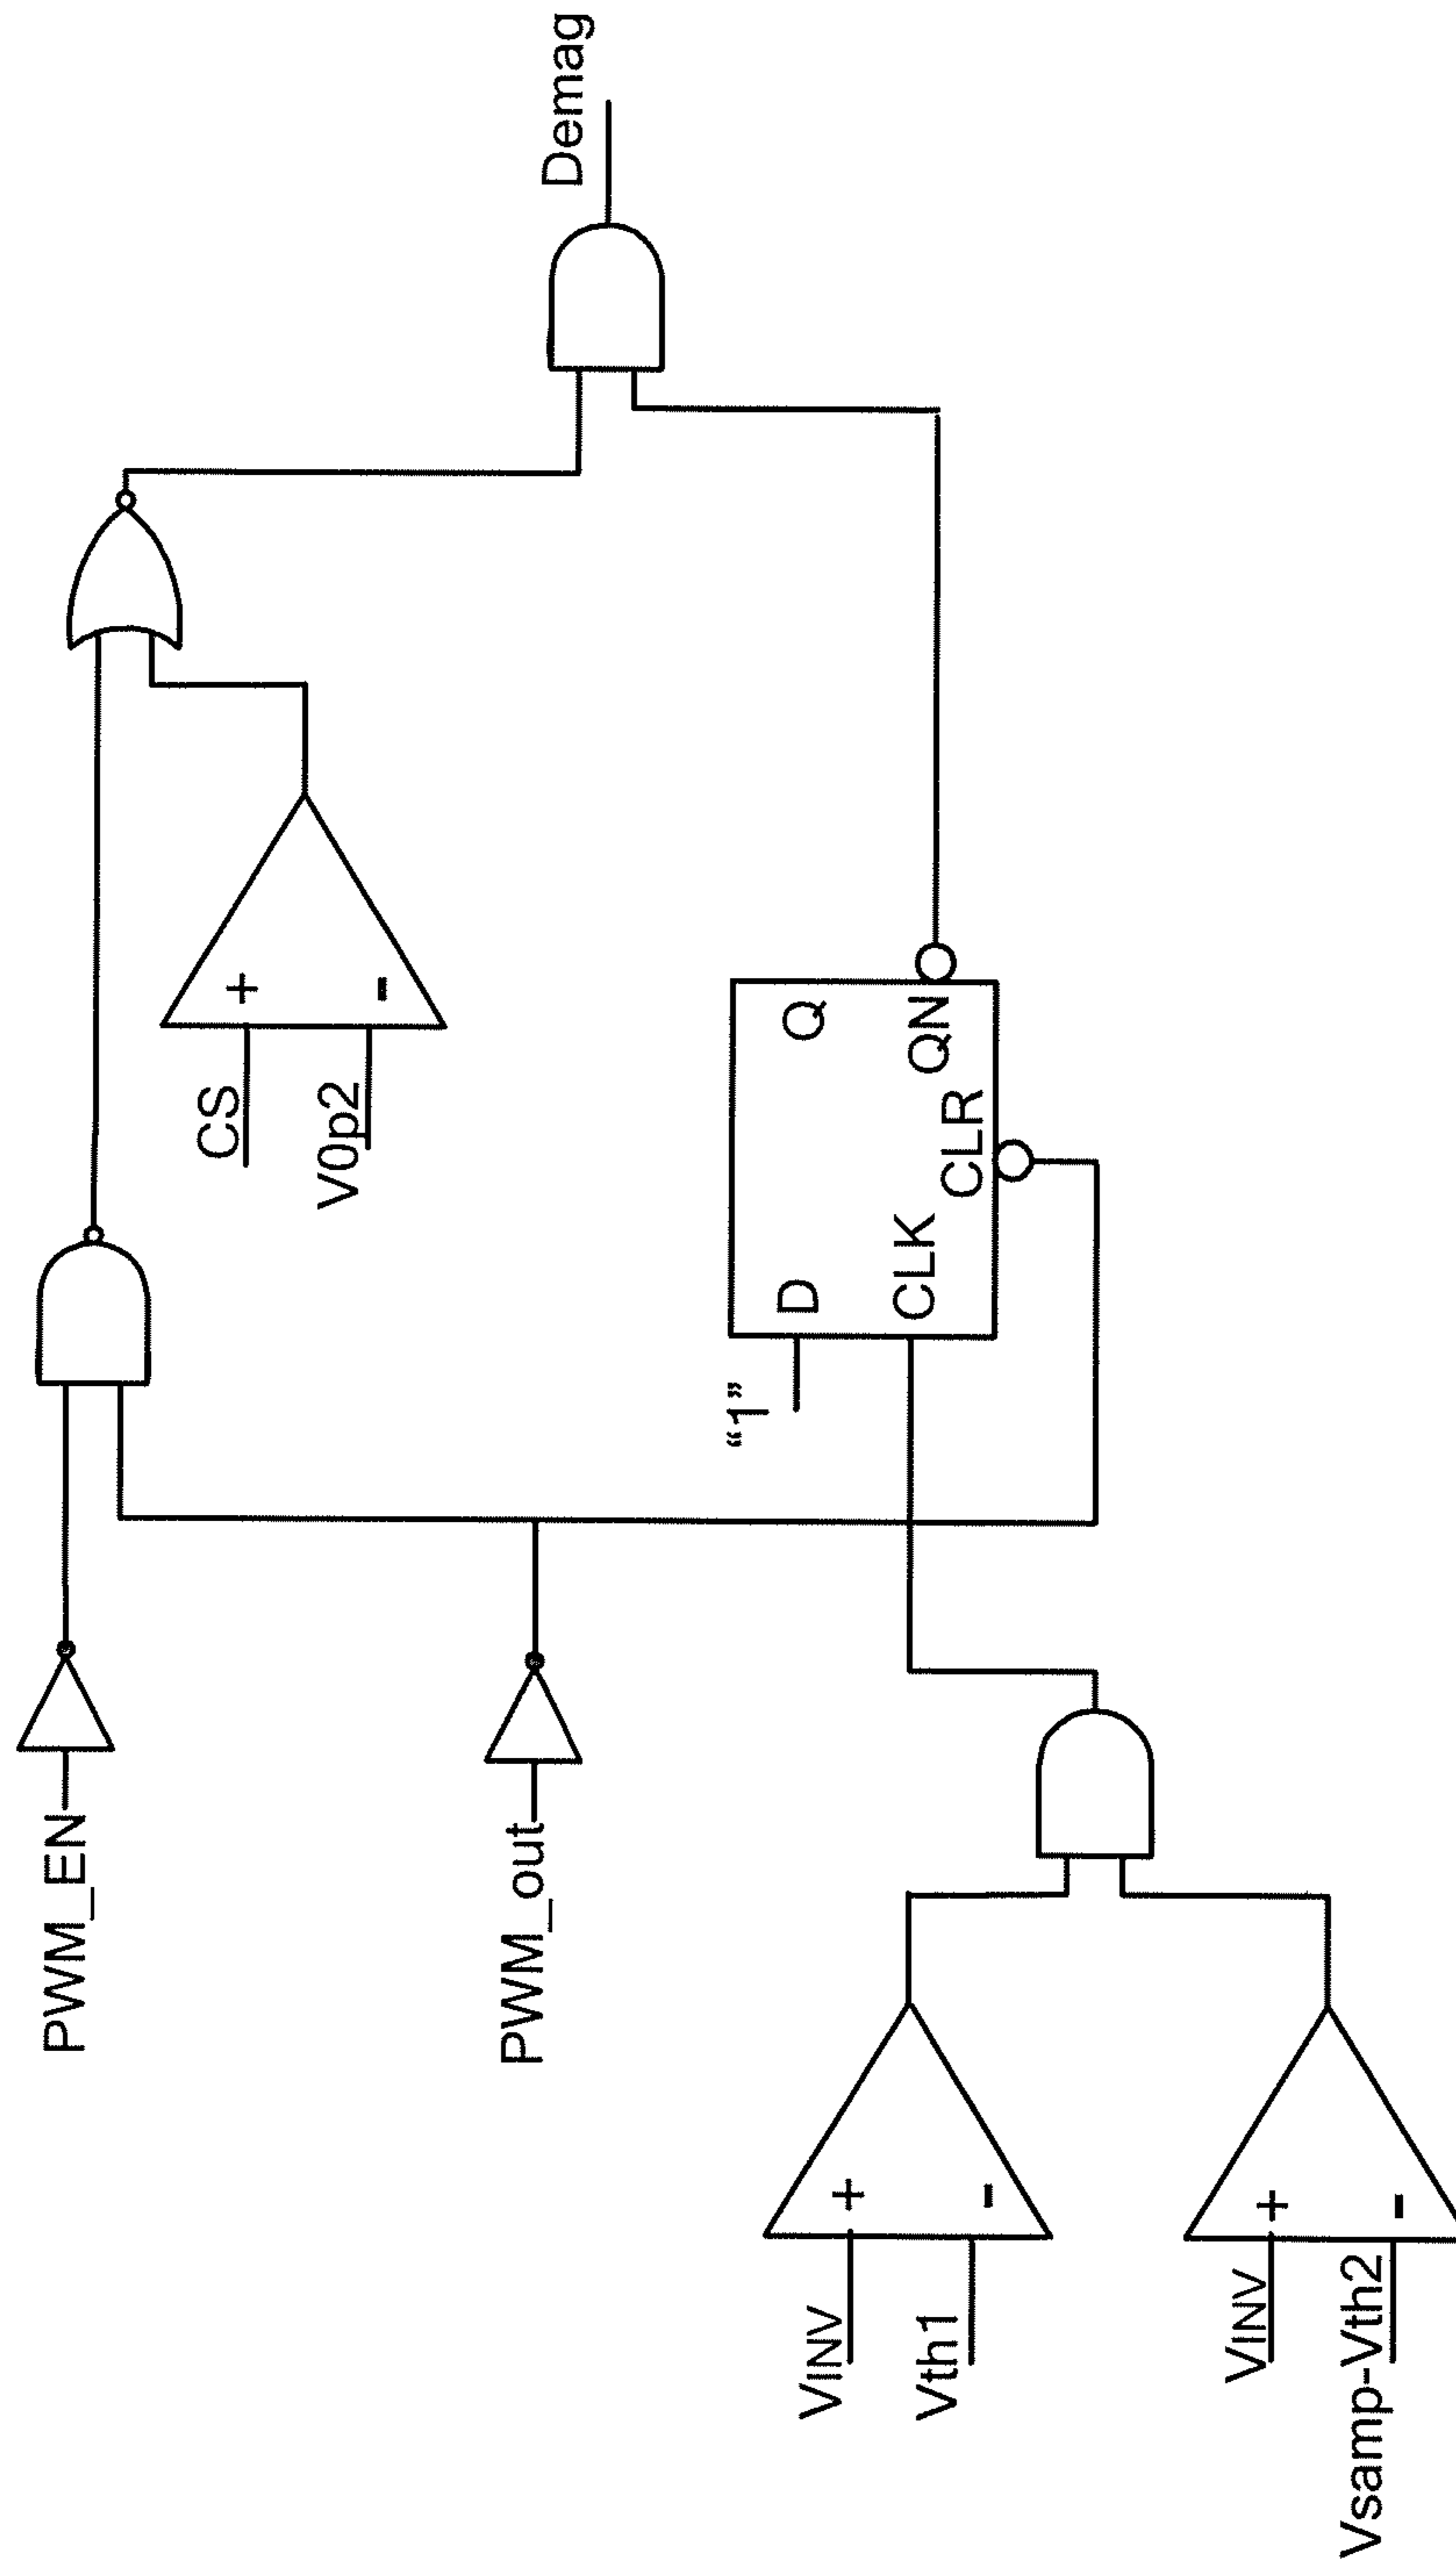 PWM_EN
PWM_out
CS
+
V0p2
-
Demag
"1"
D
Q
CLK
QN
CLR
VINV
+
Vth1
-
VINV
+
Vsamp-Vth2
-